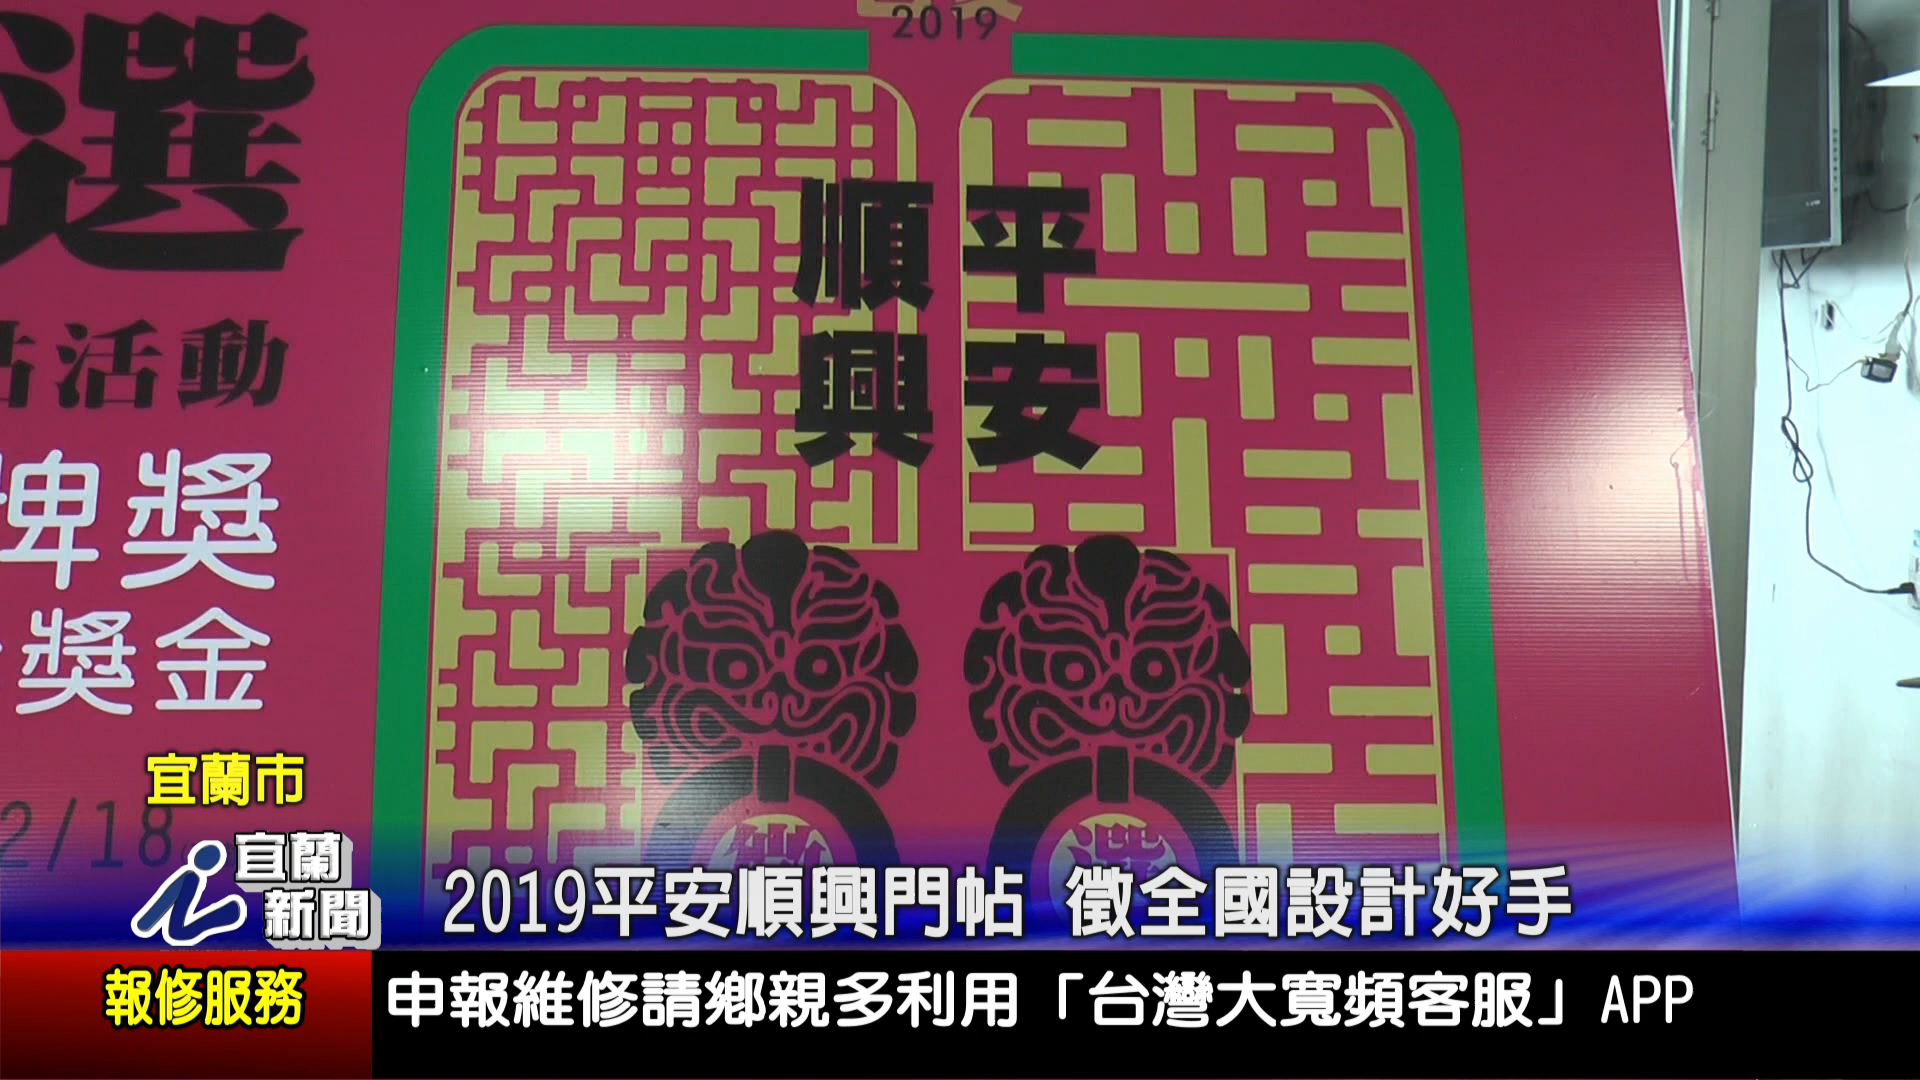 2019
選
平安
順興
活動
牌獎
獎金
2/18
徵
選
宜蘭市
宜蘭
新聞
2019平安順興門帖 徵全國設計好手
報修服務
申報維修請鄉親多利用「台灣大寬頻客服」APP